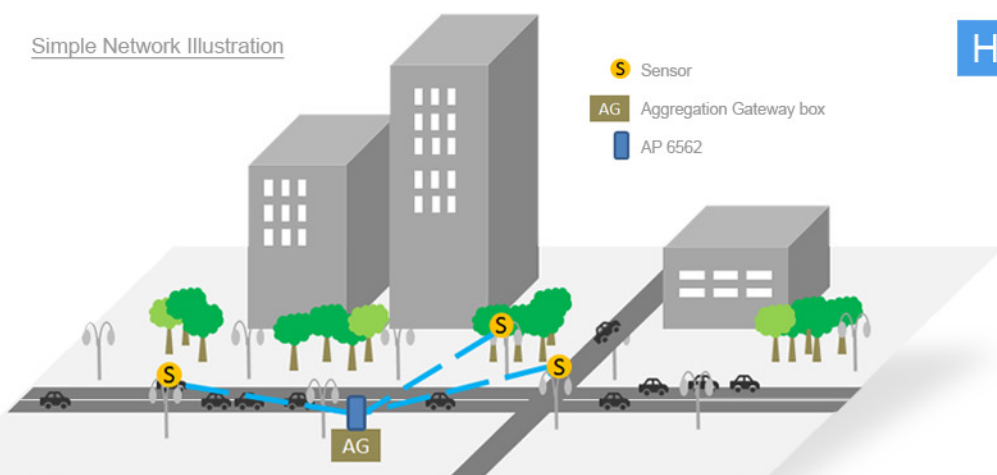 Simple Network Illustration
H
S Sensor
AG Aggregation Gateway box
AP 6562
S
S
S
AG